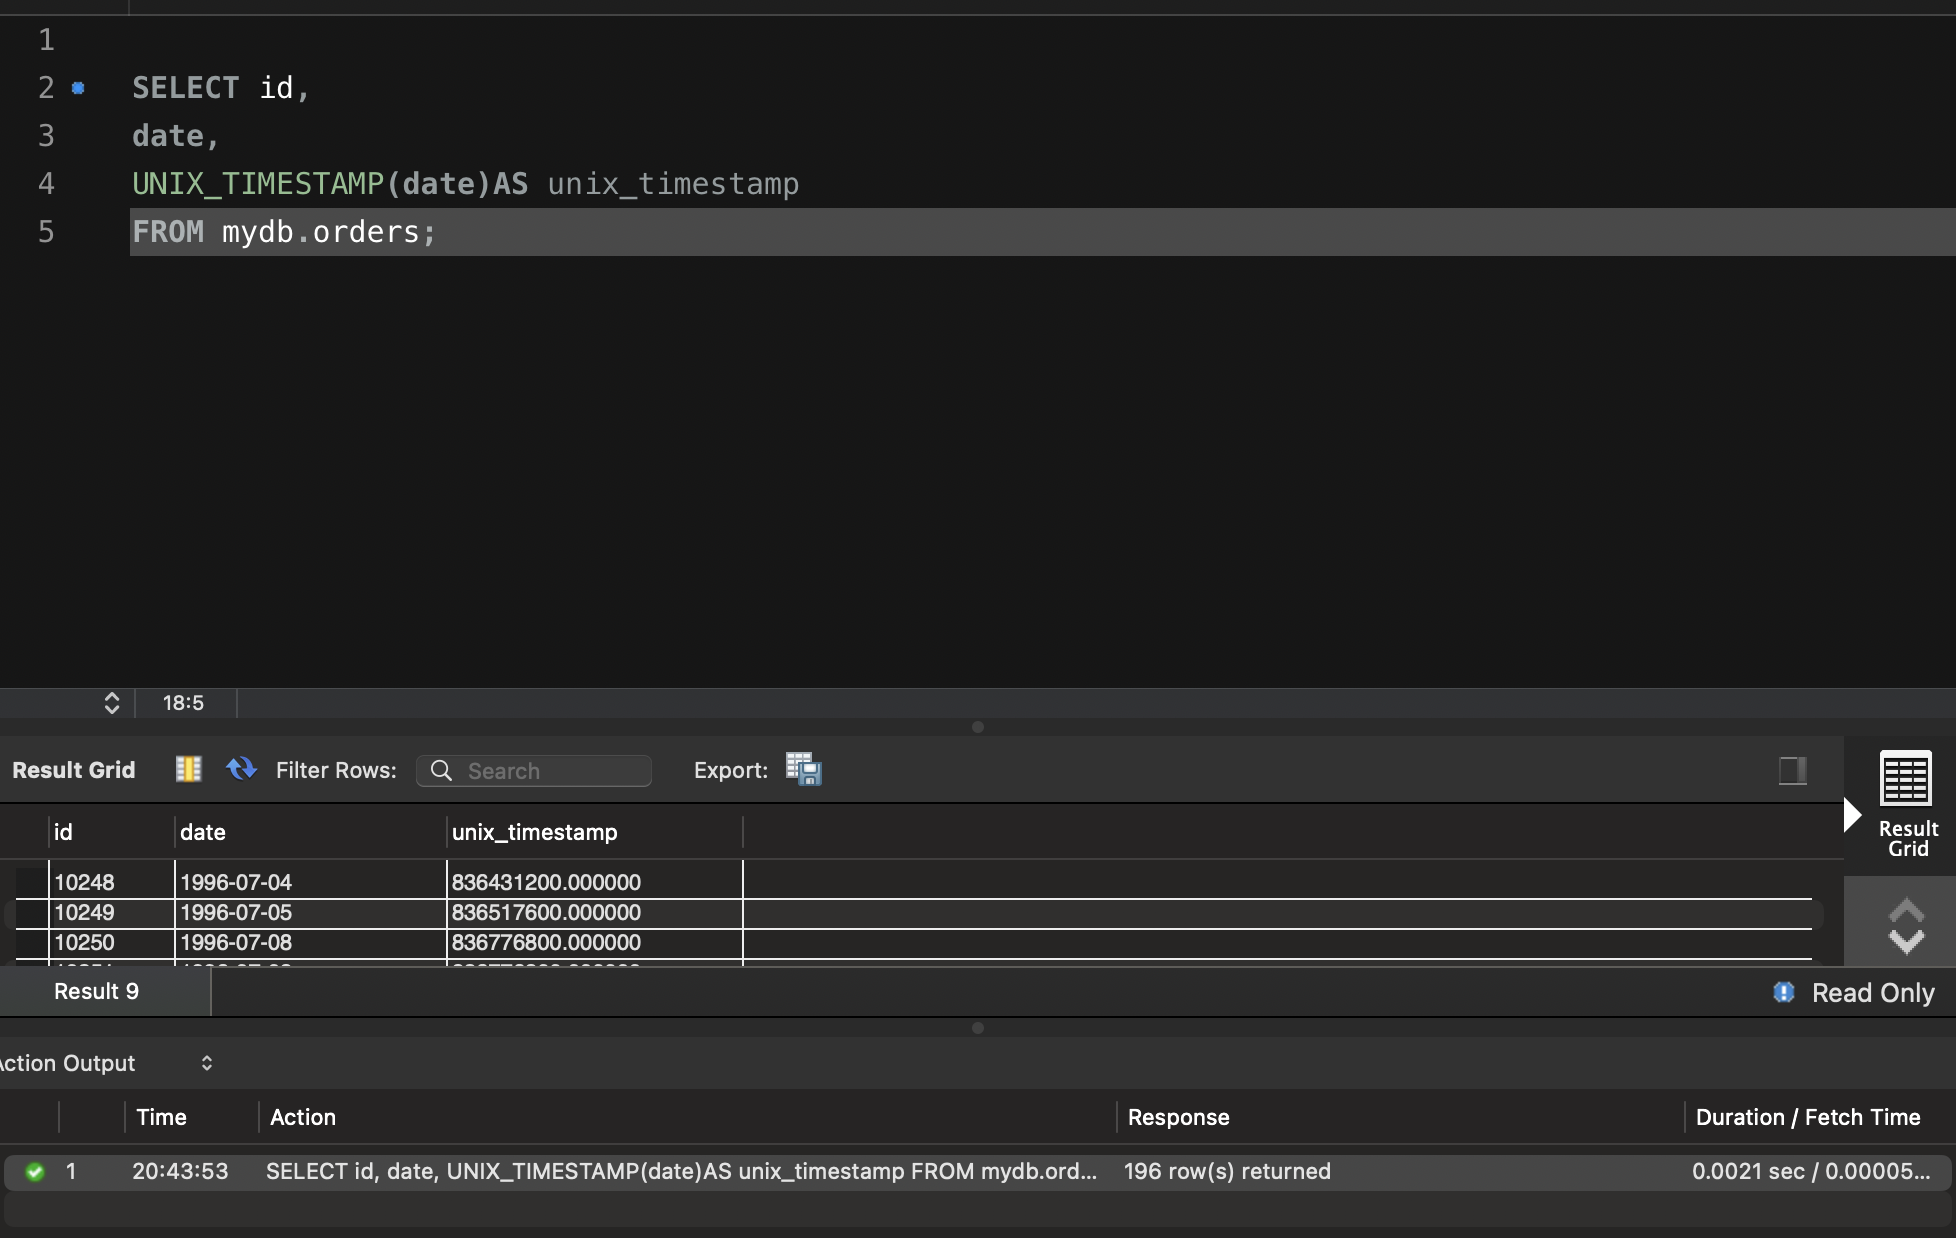 1
2 SELECT id,
3 date,
4 UNIX_TIMESTAMP(date)AS unix_timestamp
5 FROM mydb.orders;
18:5
Result Grid Filter Rows: Search Export:
Result Grid
id date unix_timestamp
10248 1996-07-04 836431200.000000
10249 1996-07-05 836517600.000000
10250 1996-07-08 836776800.000000
Result 9 Read Only
Action Output
Time Action Response Duration / Fetch Time
1 20:43:53 SELECT id, date, UNIX_TIMESTAMP(date)AS unix_timestamp FROM mydb.ord... 196 row(s) returned 0.0021 sec / 0.00005...